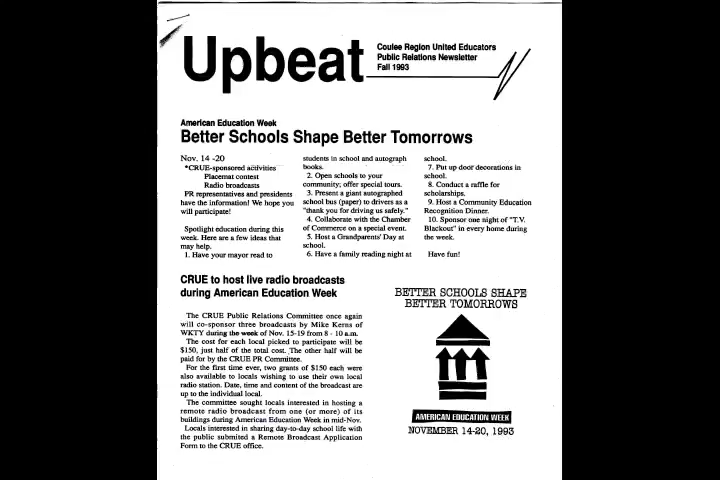 Upbeat
Coulee Region United Educators
Public Relations Newsletter
Fall 1993
American Education Week
Better Schools Shape Better Tomorrows
Nov. 14 -20
*CRUE-sponsored activities
Placemat contest
Radio broadcasts
PR representatives and presidents
have the information! We hope you
will participate!
Spotlight education during this
week. Here are a few ideas that
may help.
1. Have your mayor read to
students in school and autograph
books.
2. Open schools to your
community; offer special tours.
3. Present a giant autographed
school bus (paper) to drivers as a
"thank you for driving us safely."
4. Collaborate with the Chamber
of Commerce on a special event.
5. Host a Grandparents' Day at
school.
6. Have a family reading night at
school.
7. Put up door decorations in
school.
8. Conduct a raffle for
scholarships.
9. Host a Community Education
Recognition Dinner.
10. Sponsor one night of "T.V.
Blackout" in every home during
the week.
Have fun!
CRUE to host live radio broadcasts
during American Education Week
The CRUE Public Relations Committee once again
will co-sponsor three broadcasts by Mike Kerns of
WKTY during the week of Nov. 15-19 from 8 - 10 a.m.
The cost for each local picked to participate will be
$150, just half of the total cost. The other half will be
paid for by the CRUE PR Committee.
For the first time ever, two grants of $150 each were
also available to locals wishing to use their own local
radio station. Date, time and content of the broadcast are
up to the individual local.
The committee sought locals interested in hosting a
remote radio broadcast from one (or more) of its
buildings during American Education Week in mid-Nov.
Locals interested in sharing day-to-day school life with
the public submited a Remote Broadcast Application
Form to the CRUE office.
BETTER SCHOOLS SHAPE
BETTER TOMORROWS
AMERICAN EDUCATION WEEK
NOVEMBER 14-20, 1993